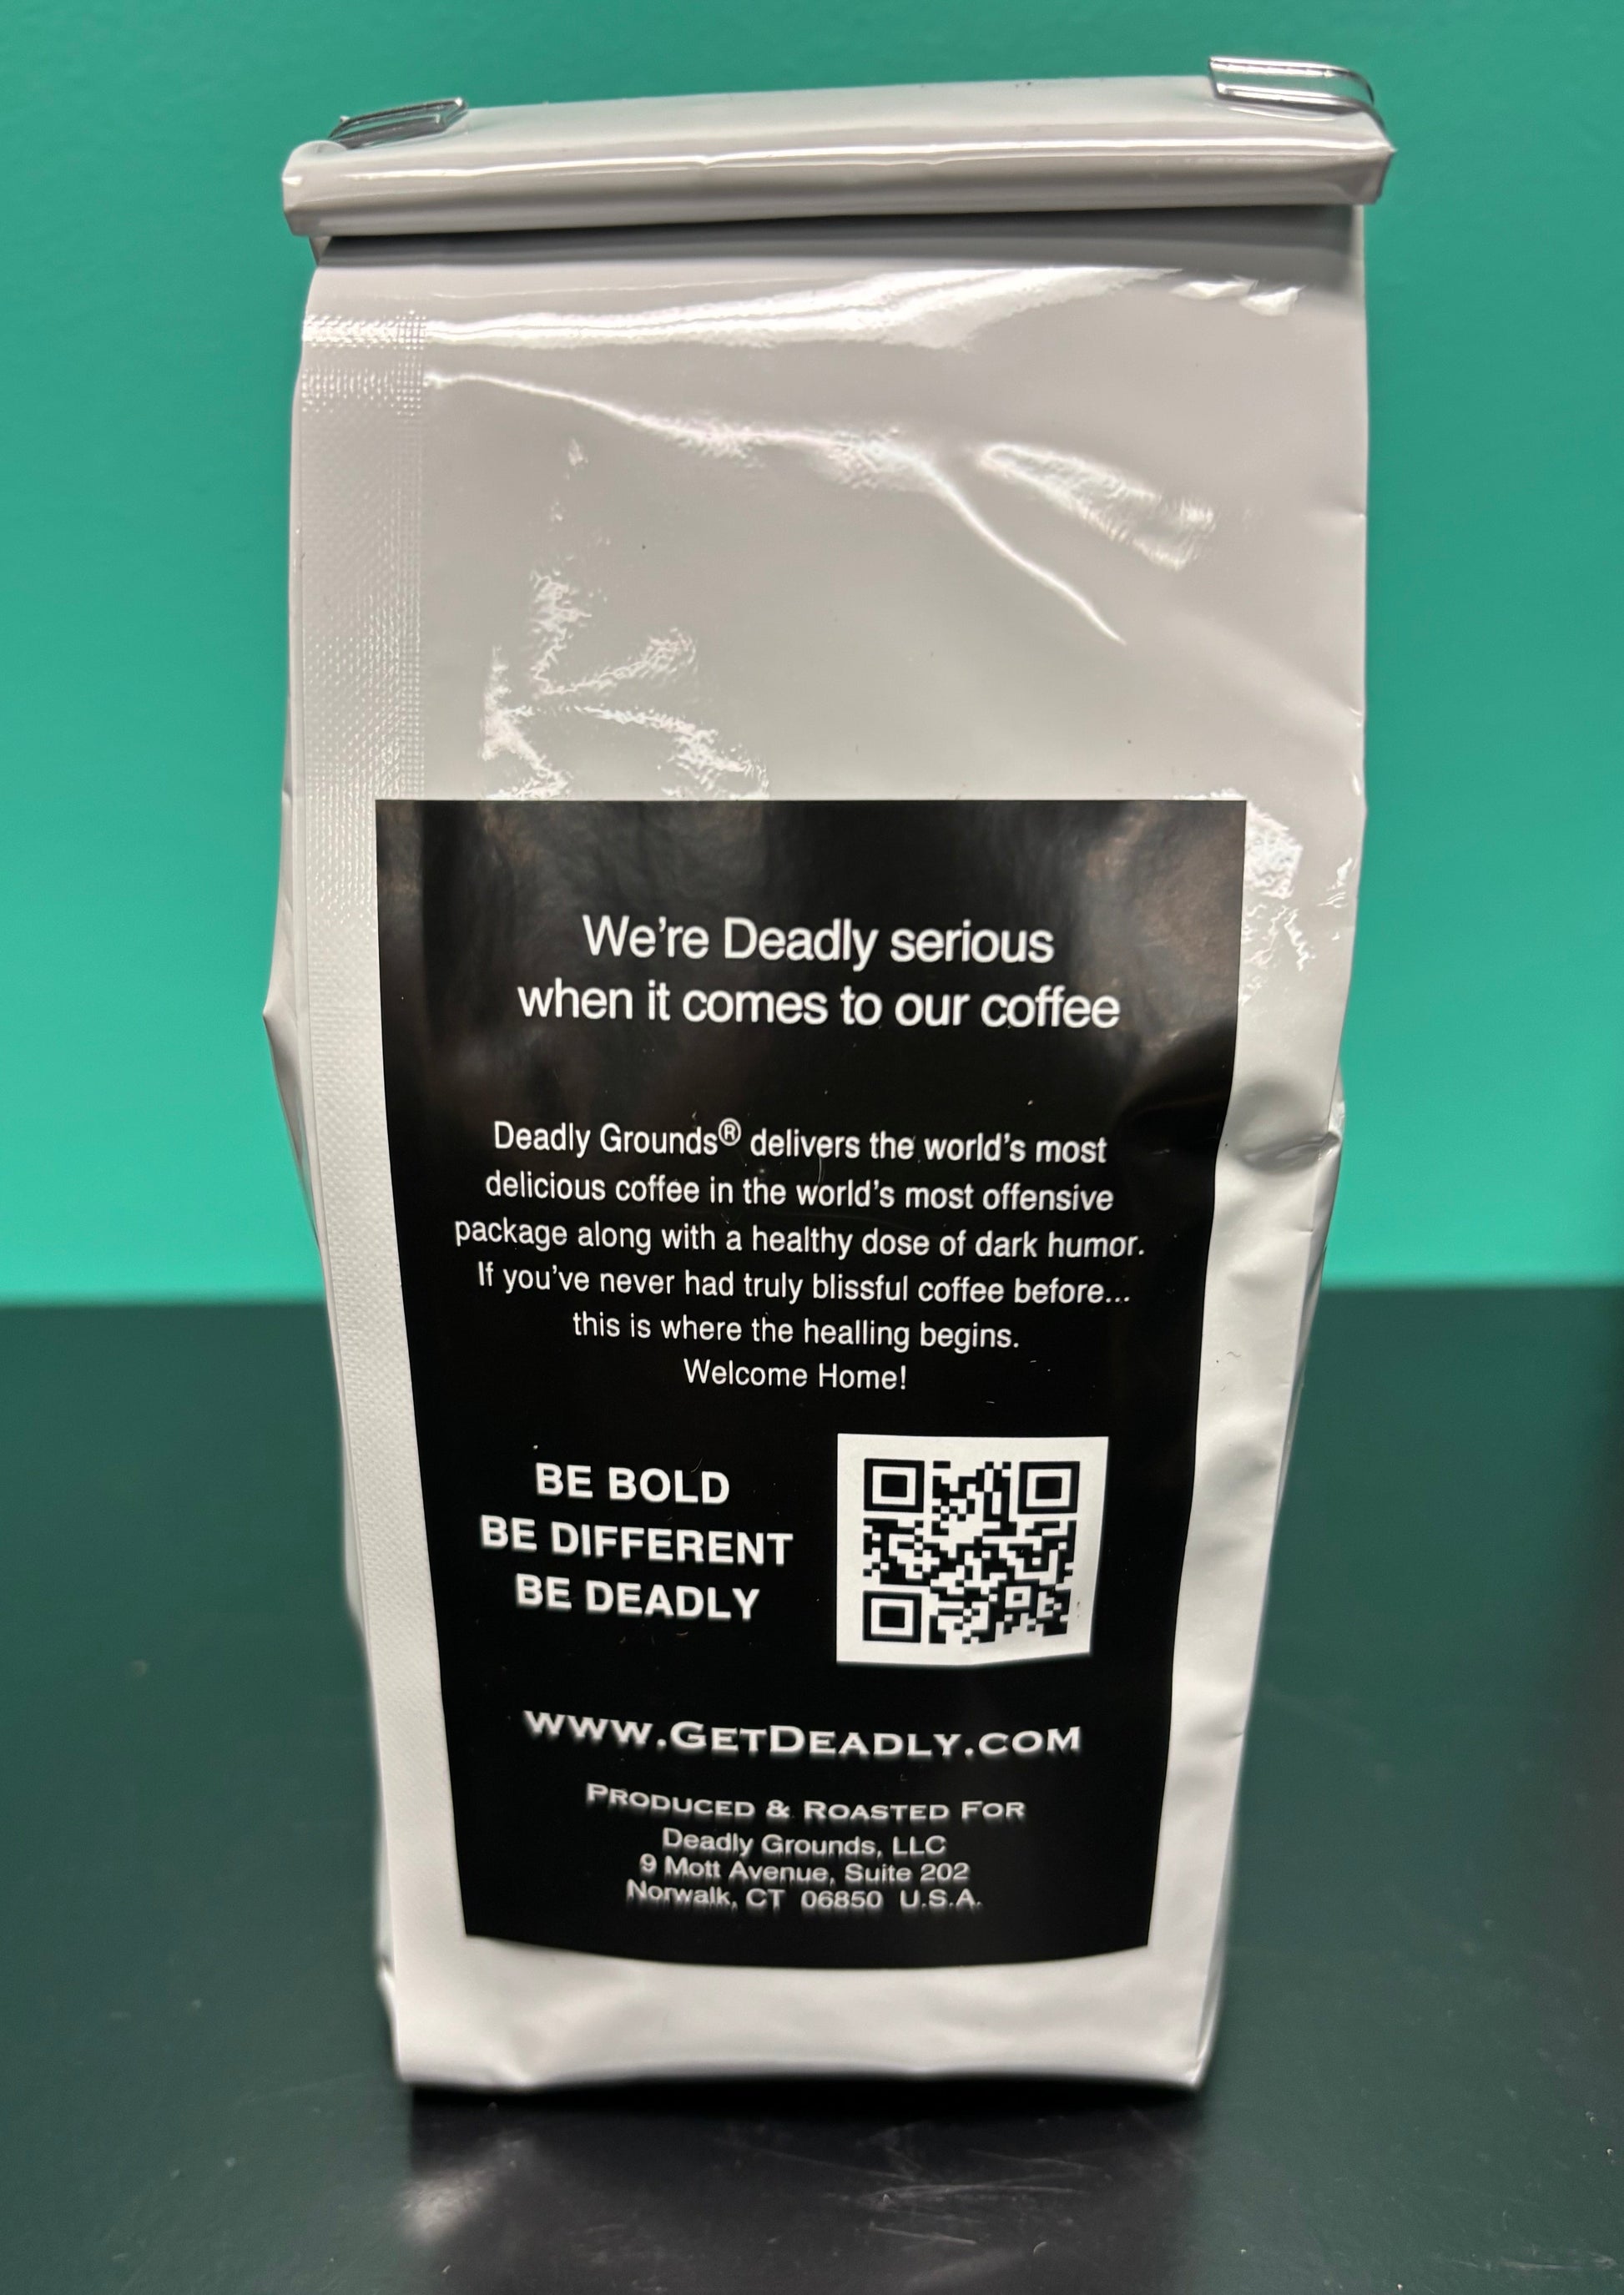 We're Deadly serious
when it comes to our coffee
Deadly Grounds® delivers the world's most
delicious coffee in the world's most offensive
package along with a healthy dose of dark humor.
If you've never had truly blissful coffee before...
this is where the healling begins.
Welcome Home!
BE BOLD
BE DIFFERENT
BE DEADLY
WWW.GETDEADLY.COM
PRODUCED & ROASTED FOR
Deadly Grounds, LLC
9 Mott Avenue, Suite 202
Norwalk, CT 06850 U.S.A.